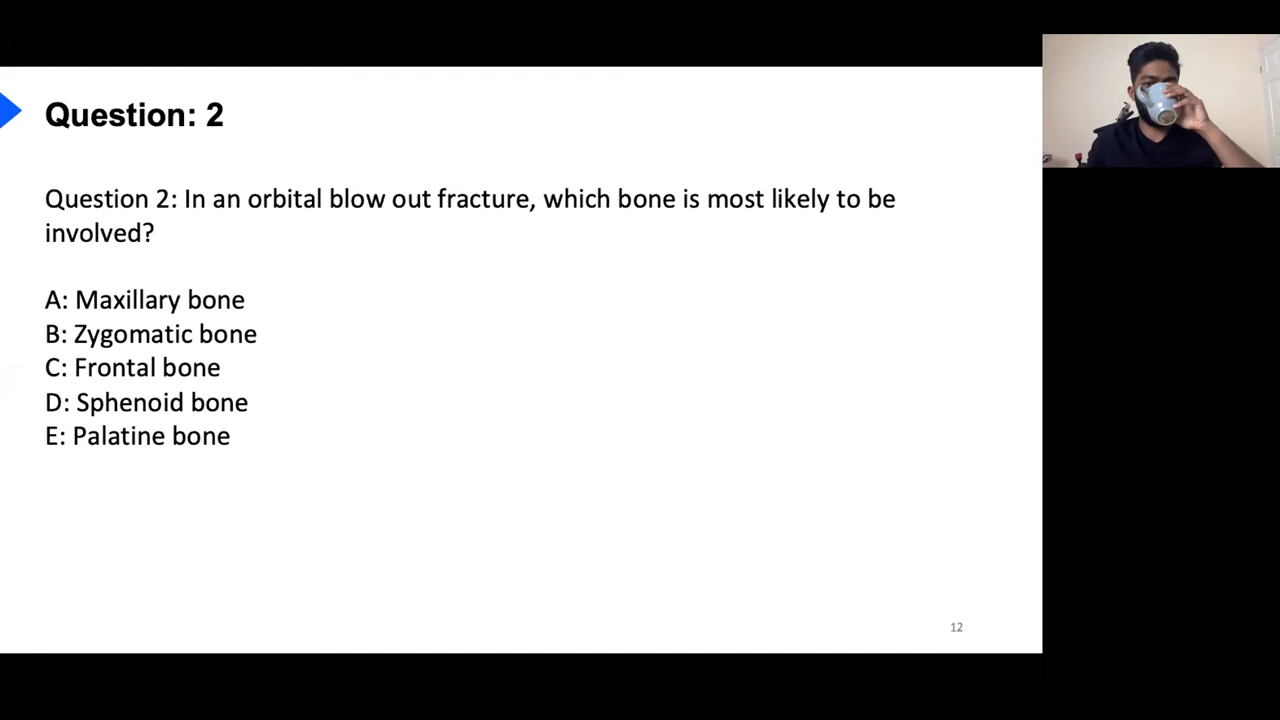 Question: 2
Question 2: In an orbital blow out fracture, which bone is most likely to be
involved?
A: Maxillary bone
B: Zygomatic bone
C: Frontal bone
D: Sphenoid bone
E: Palatine bone
12